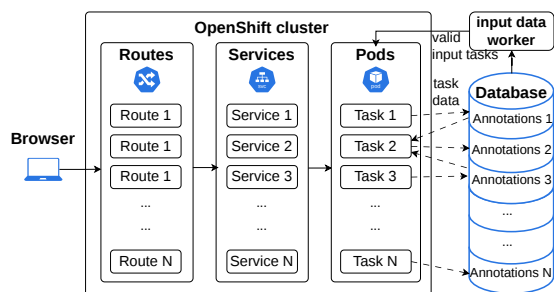 OpenShift cluster
Routes
Services
Pods
svc
pod
Route 1
Route 1
Route 1
...
...
Route N
Service 1
Service 2
Service 3
...
...
Service N
Task 1
Task 2
Task 3
...
...
Task N
Browser
input data
worker
valid
input tasks
task
data
Database
Annotations 1
Annotations 2
Annotations 3
...
...
Annotations N